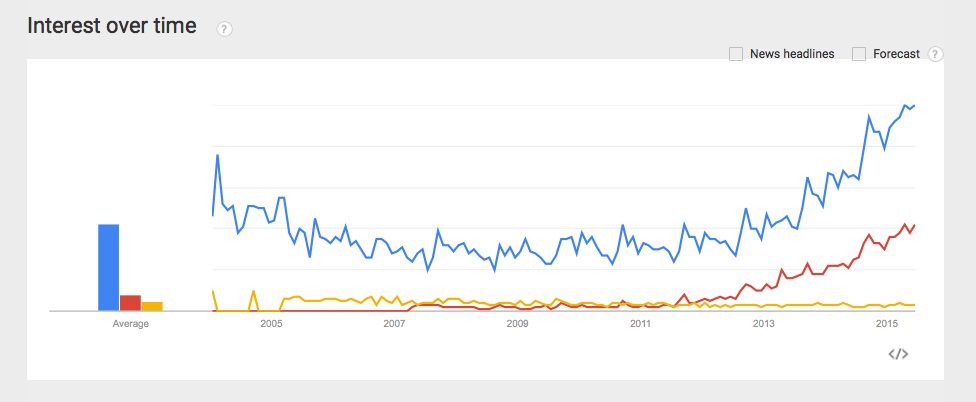 Interest over time ?
News headlines Forecast ?
Average 2005 2007 2009 2011 2013 2015
</>